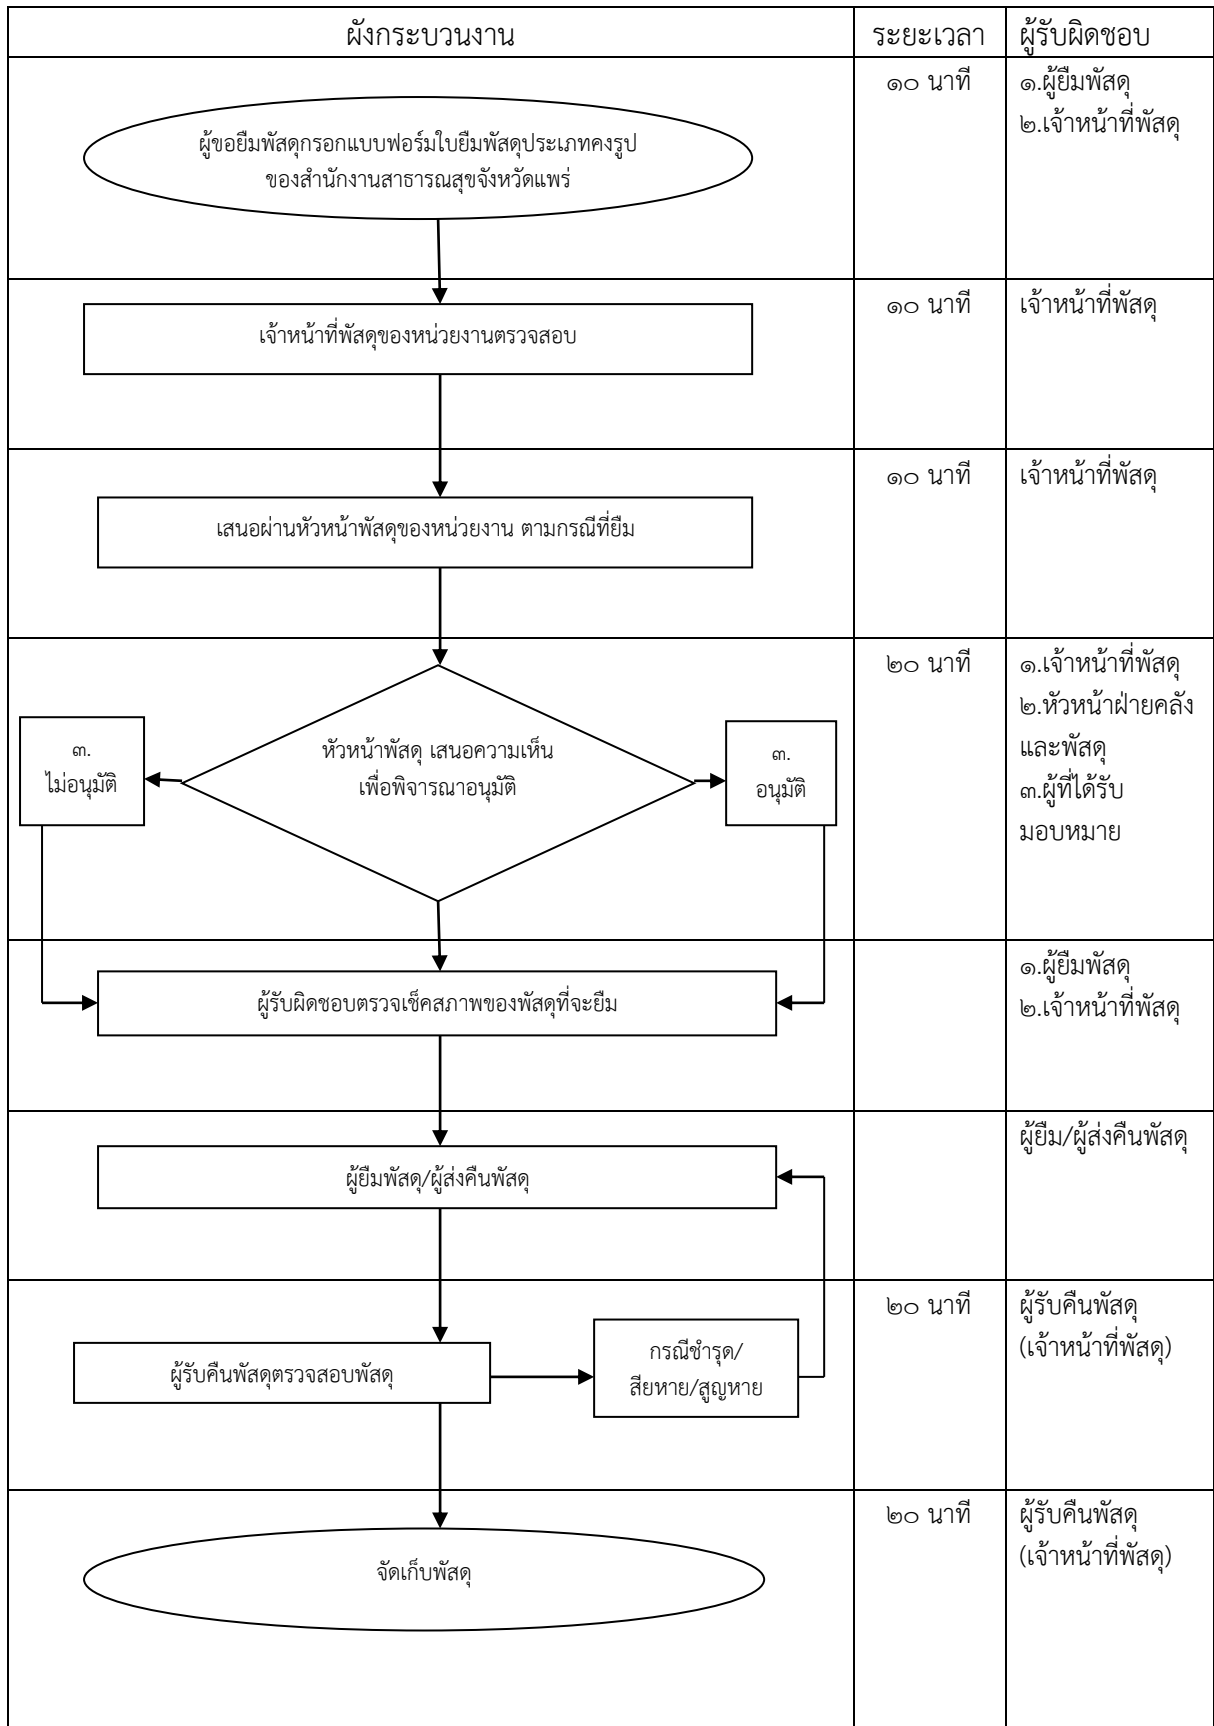 ผังกระบวนงาน
ระยะเวลา
ผู้รับผิดชอบ
ผู้ขอยืมพัสดุกรอกแบบฟอร์มใบยืมพัสดุประเภทคงรูป
ของสำนักงานสาธารณสุขจังหวัดแพร่
๑๐ นาที
๑.ผู้ยืมพัสดุ
๒.เจ้าหน้าที่พัสดุ
เจ้าหน้าที่พัสดุของหน่วยงานตรวจสอบ
๑๐ นาที
เจ้าหน้าที่พัสดุ
เสนอผ่านหัวหน้าพัสดุของหน่วยงาน ตามกรณีที่ยืม
๑๐ นาที
เจ้าหน้าที่พัสดุ
๓.
ไม่อนุมัติ
หัวหน้าพัสดุ เสนอความเห็น
เพื่อพิจารณาอนุมัติ
๓.
อนุมัติ
๒๐ นาที
๑.เจ้าหน้าที่พัสดุ
๒.หัวหน้าฝ่ายคลัง
และพัสดุ
๓.ผู้ที่ได้รับ
มอบหมาย
ผู้รับผิดชอบตรวจเช็คสภาพของพัสดุที่จะยืม
๑.ผู้ยืมพัสดุ
๒.เจ้าหน้าที่พัสดุ
ผู้ยืมพัสดุ/ผู้ส่งคืนพัสดุ
ผู้ยืม/ผู้ส่งคืนพัสดุ
ผู้รับคืนพัสดุตรวจสอบพัสดุ
กรณีชำรุด/
สียหาย/สูญหาย
๒๐ นาที
ผู้รับคืนพัสดุ
(เจ้าหน้าที่พัสดุ)
จัดเก็บพัสดุ
๒๐ นาที
ผู้รับคืนพัสดุ
(เจ้าหน้าที่พัสดุ)